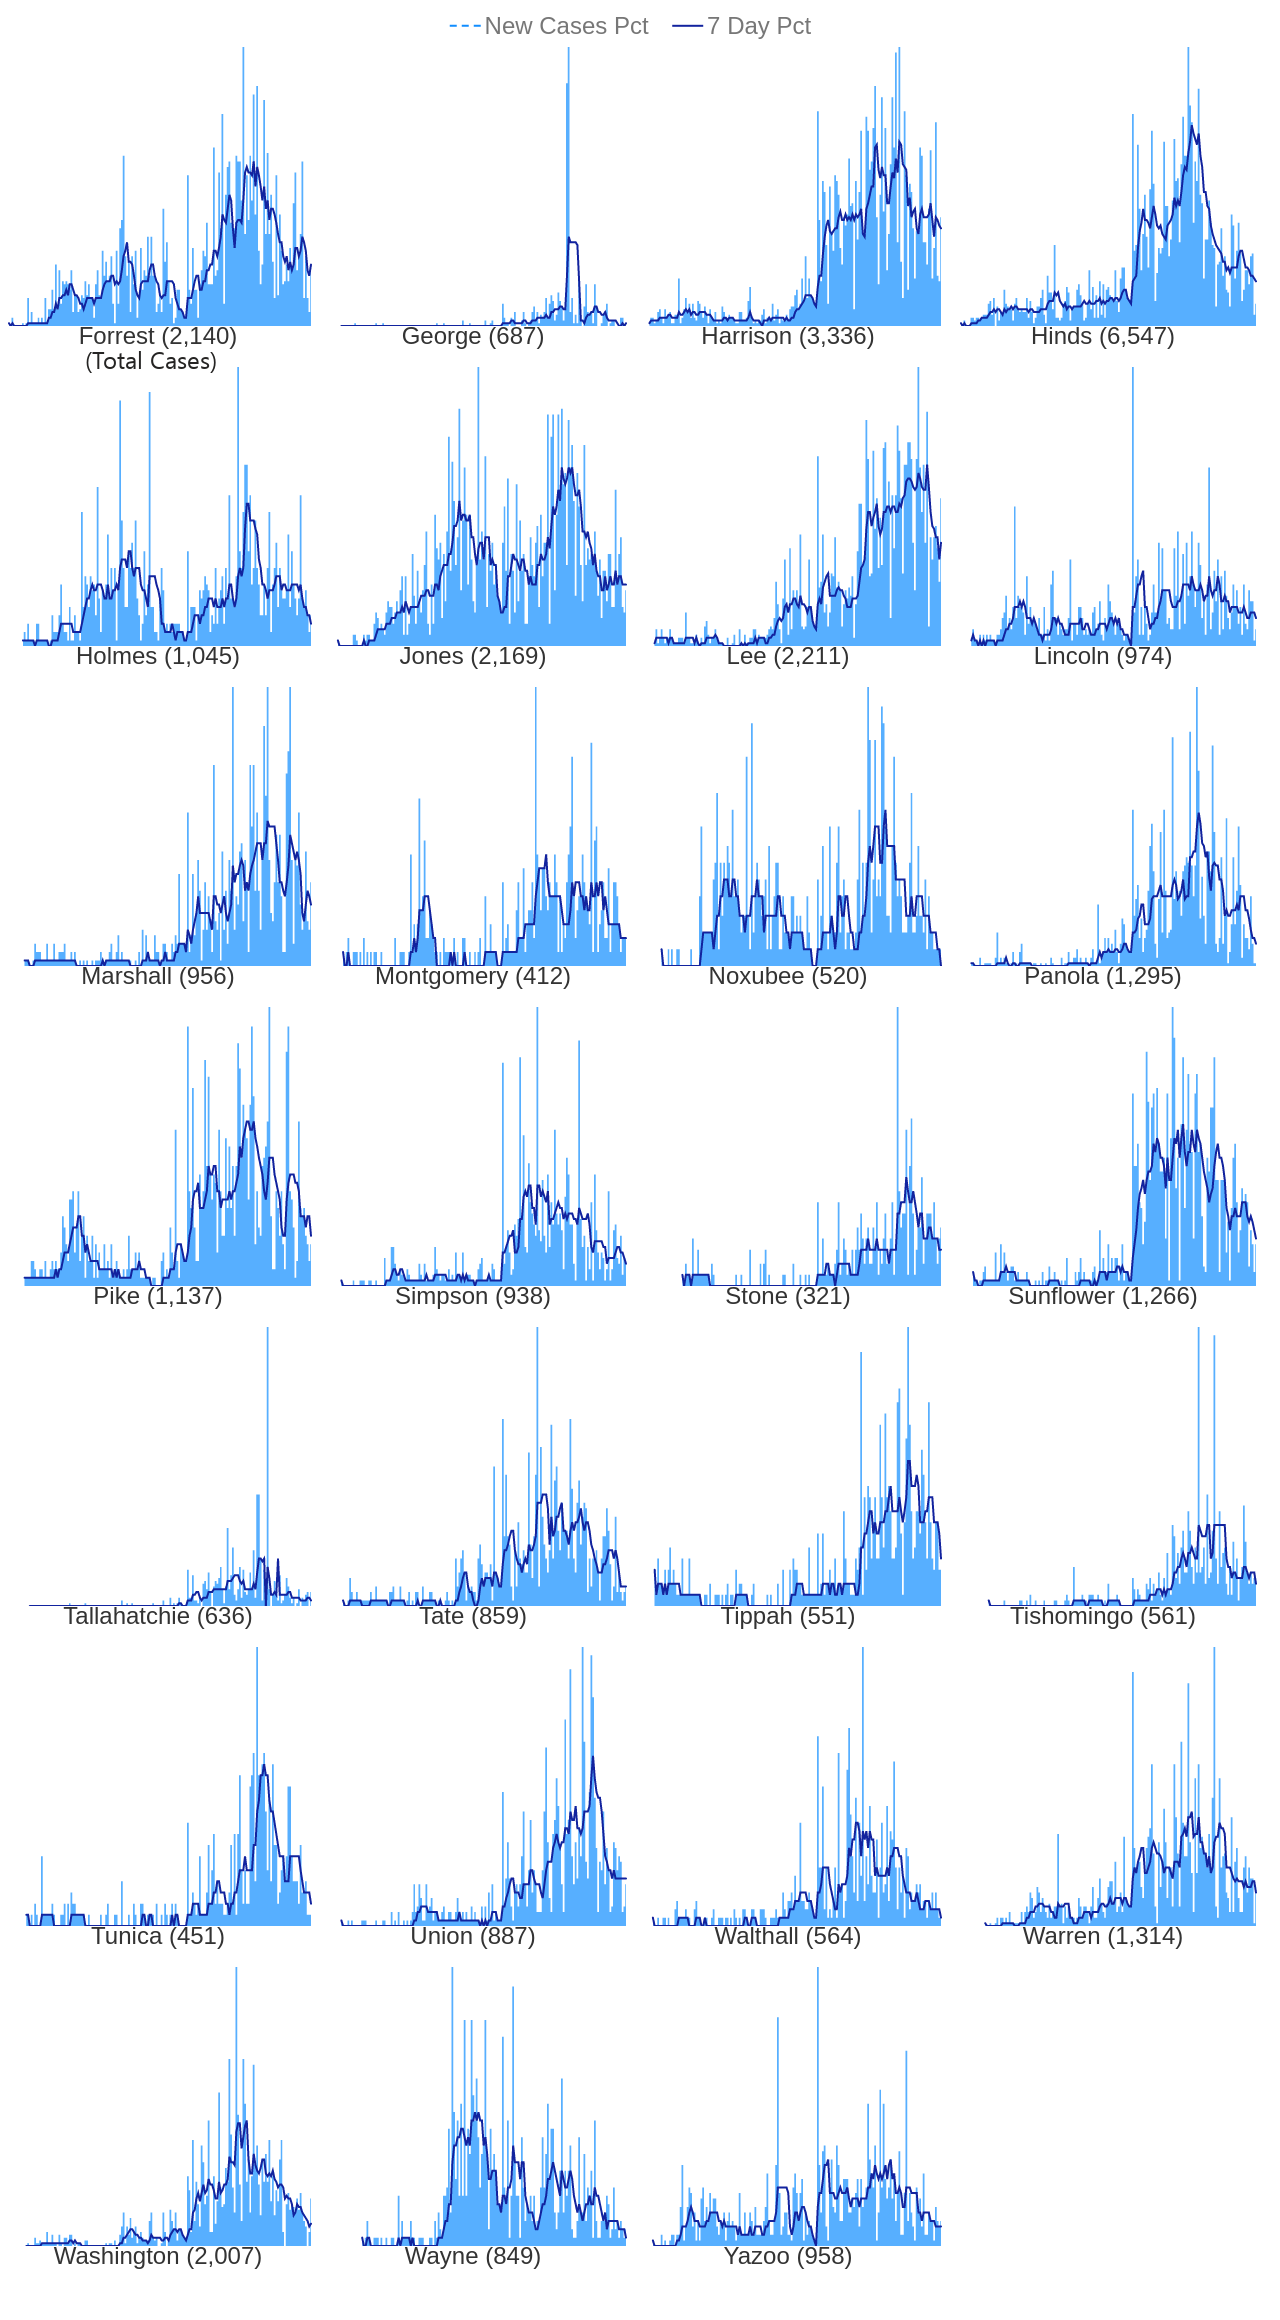 New Cases Pct 7 Day Pct
Forrest (2,140) George (687) Harrison (3,336) Hinds (6,547)
(Total Cases)
Holmes (1,045) Jones (2,169) Lee (2,211) Lincoln (974)
Marshall (956) Montgomery (412) Noxubee (520) Panola (1,295)
Pike (1,137) Simpson (938) Stone (321) Sunflower (1,266)
Tallahatchie (636) Tate (859) Tippah (551) Tishomingo (561)
Tunica (451) Union (887) Walthall (564) Warren (1,314)
Washington (2,007) Wayne (849) Yazoo (958)